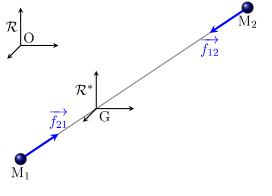 M₂
ℛ
O
f₁₂→
ℛ*
G
f₂₁→
M₁